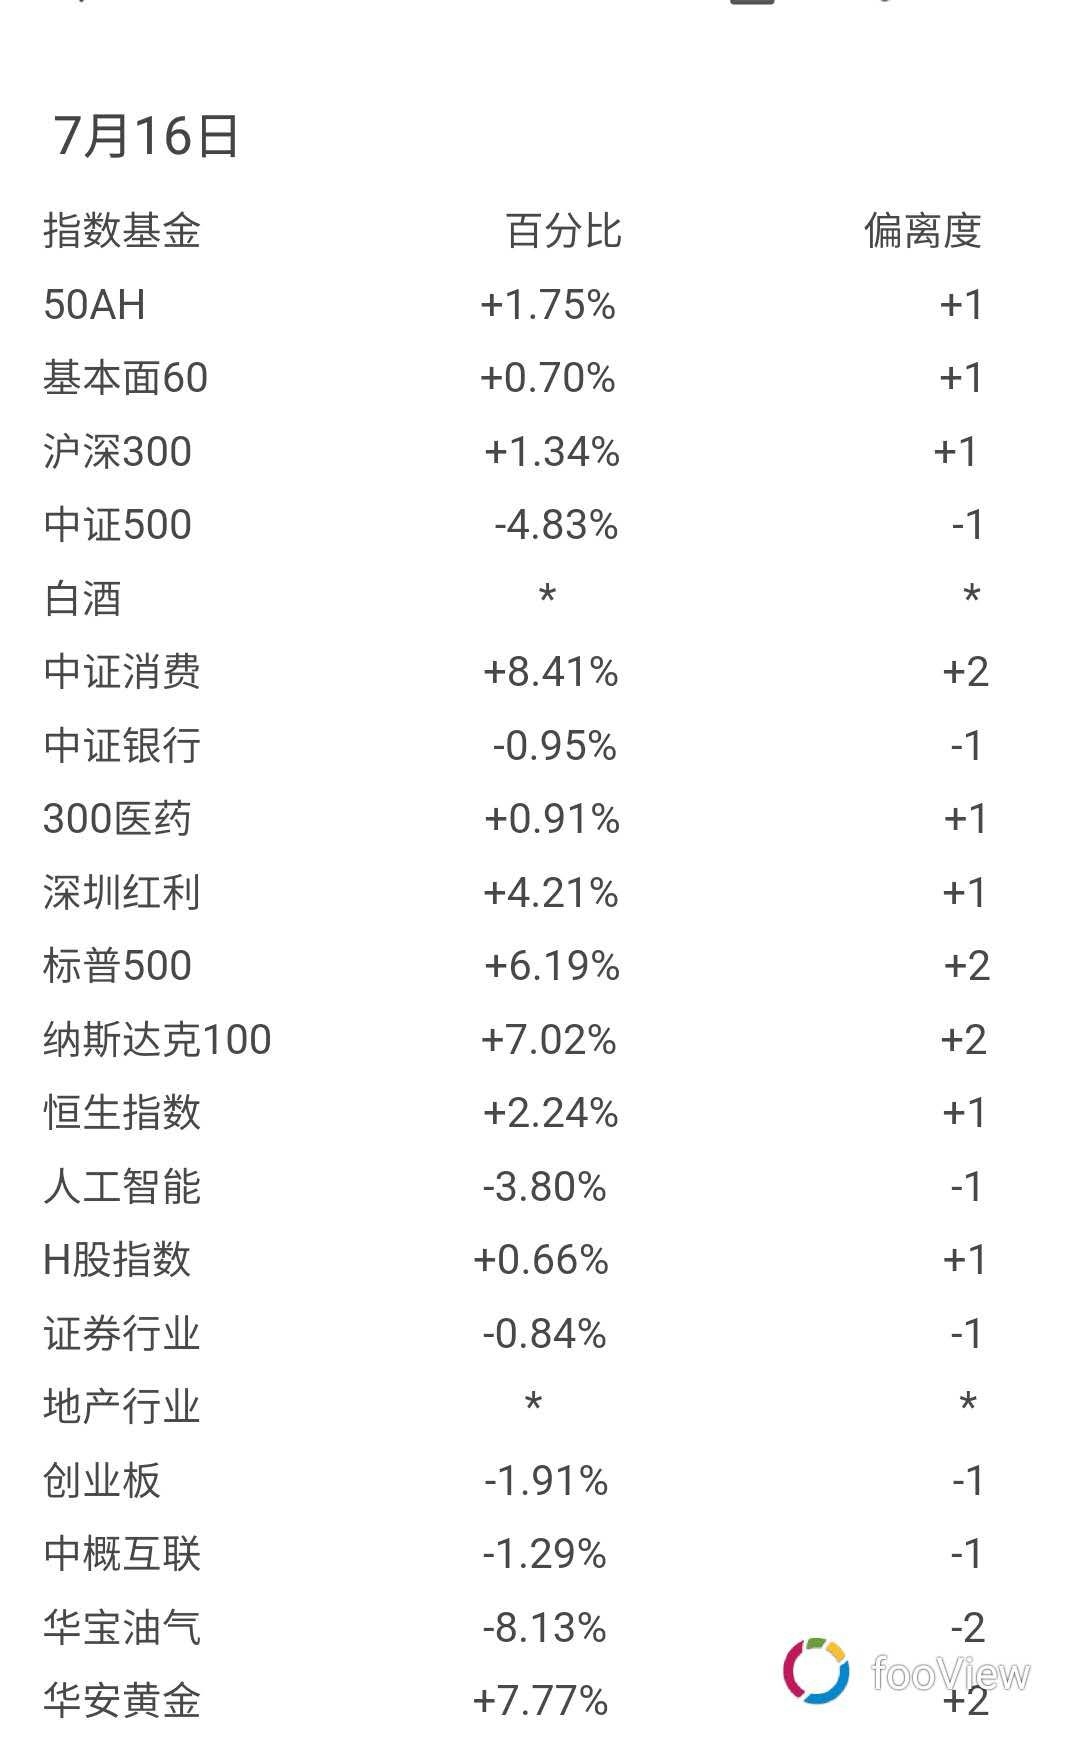 7月16日
指数基金 百分比 偏离度
50AH +1.75% +1
基本面60 +0.70% +1
沪深300 +1.34% +1
中证500 -4.83% -1
白酒 * *
中证消费 +8.41% +2
中证银行 -0.95% -1
300医药 +0.91% +1
深圳红利 +4.21% +1
标普500 +6.19% +2
纳斯达克100 +7.02% +2
恒生指数 +2.24% +1
人工智能 -3.80% -1
H股指数 +0.66% +1
证券行业 -0.84% -1
地产行业 * *
创业板 -1.91% -1
中概互联 -1.29% -1
华宝油气 -8.13% -2
fooView
华安黄金 +7.77% +2